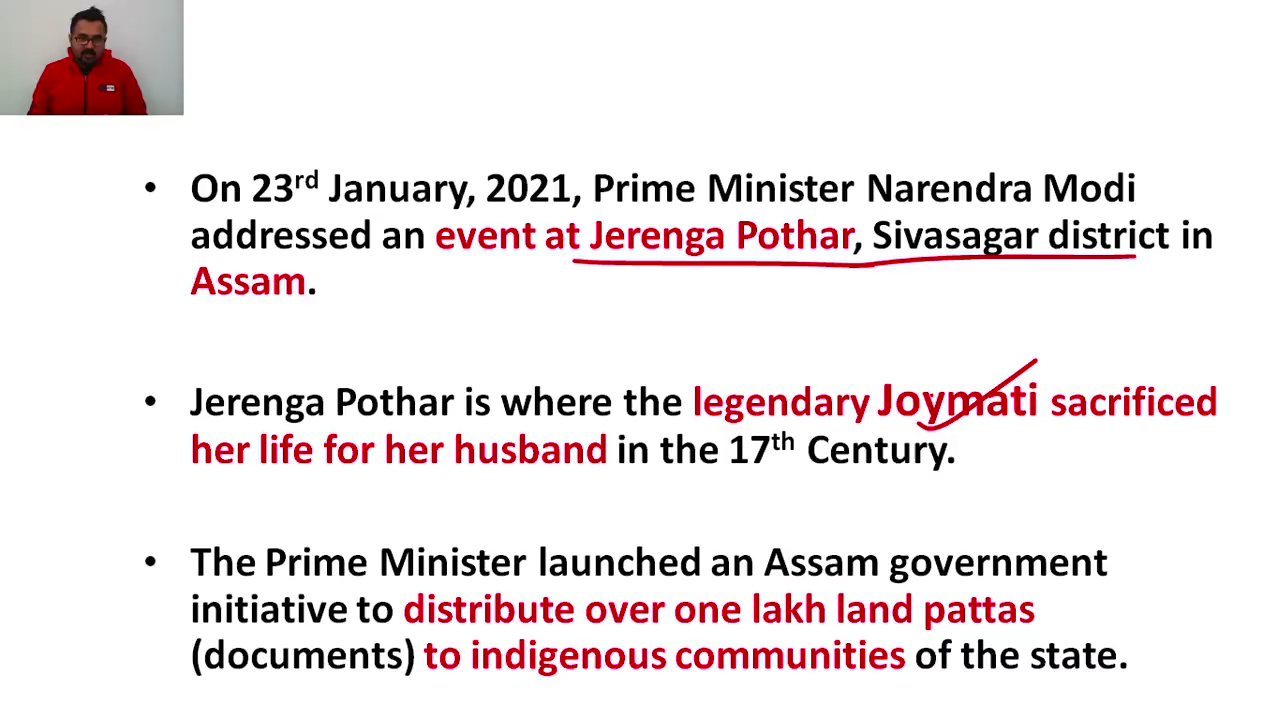 • On 23rd January, 2021, Prime Minister Narendra Modi
addressed an event at Jerenga Pothar, Sivasagar district in
Assam.
• Jerenga Pothar is where the legendary Joymati sacrificed
her life for her husband in the 17th Century.
• The Prime Minister launched an Assam government
initiative to distribute over one lakh land pattas
(documents) to indigenous communities of the state.